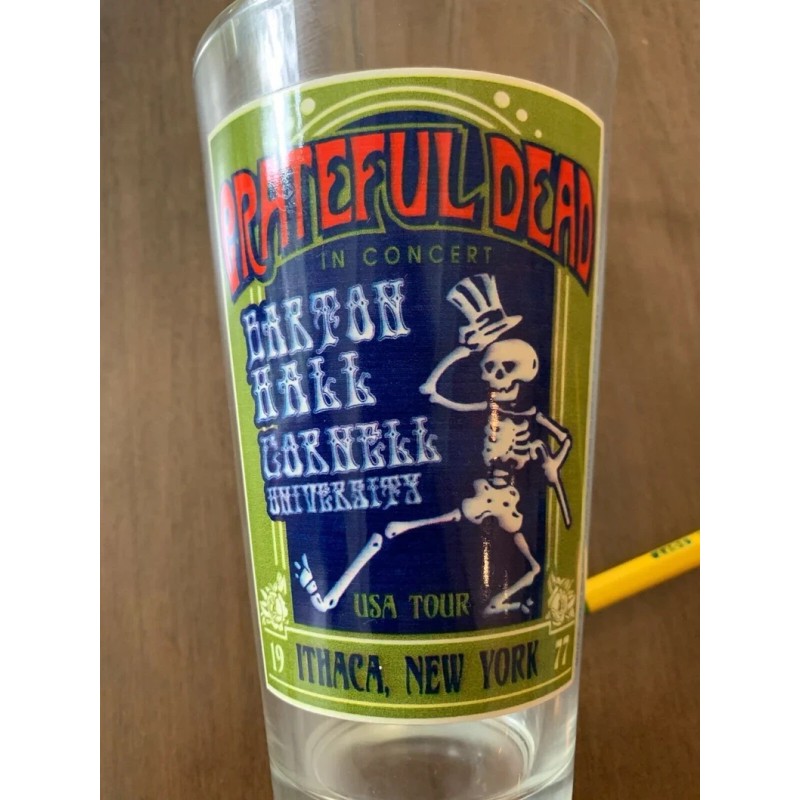 GRATEFUL DEAD
IN CONCERT
BARTON
HALL
CORNELL
UNIVERSITY
USA TOUR
19 ITHACA, NEW YORK 77